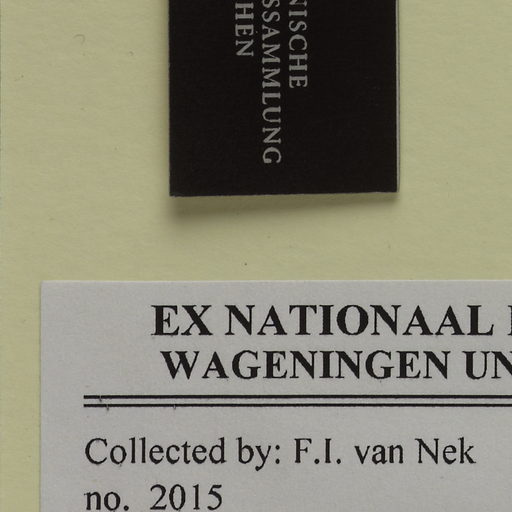 NISCHE
SSAMMLUNG
HEN
EX NATIONAAL
WAGENINGEN UN
Collected by: F.I. van Nek
no. 2015